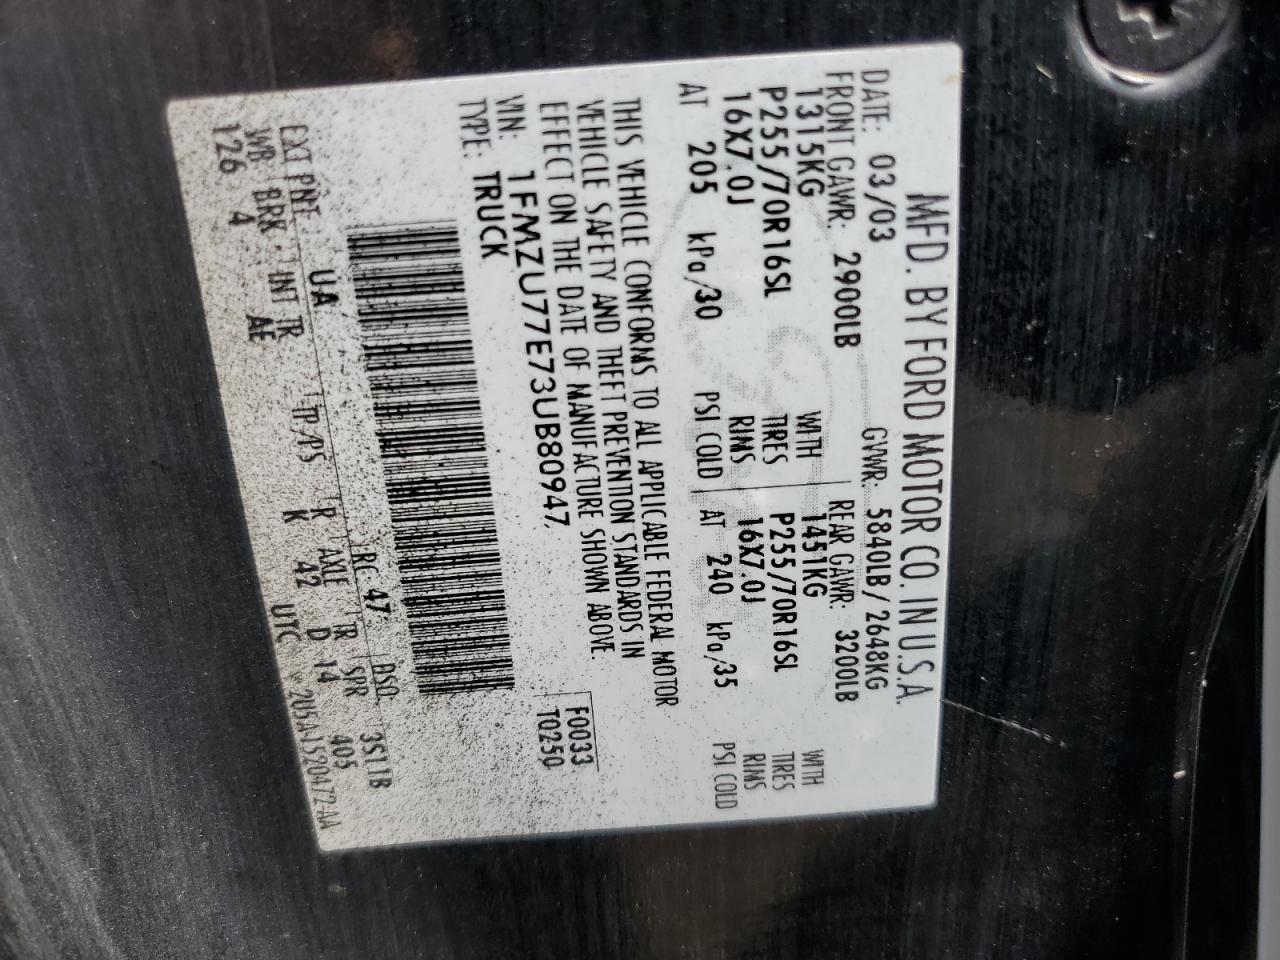 MFD. BY FORD MOTOR CO. IN U.S.A.
DATE: 03/03 GVWR: 5840LB / 2648KG
FRONT GAWR: 2900LB REAR GAWR: 3200LB
1315KG WITH 1451KG WITH
P255/70R16SL TIRES P255/70R16SL TIRES
16X7.0J RIMS 16X7.0J RIMS
AT 205 kPa/30 PSI COLD AT 240 kPa/35 PSI COLD
THIS VEHICLE CONFORMS TO ALL APPLICABLE FEDERAL MOTOR
VEHICLE SAFETY AND THEFT PREVENTION STANDARDS IN
EFFECT ON THE DATE OF MANUFACTURE SHOWN ABOVE.
VIN: 1FMZU77E73UB80947
TYPE: TRUCK
F0033
T0250
EXT PNT: UA RC: 47 DSO: 3S11B
WB BRK INT TR TP/PS R AXLE TR SPR
126 4 AE K 42 D 14 405
UTC